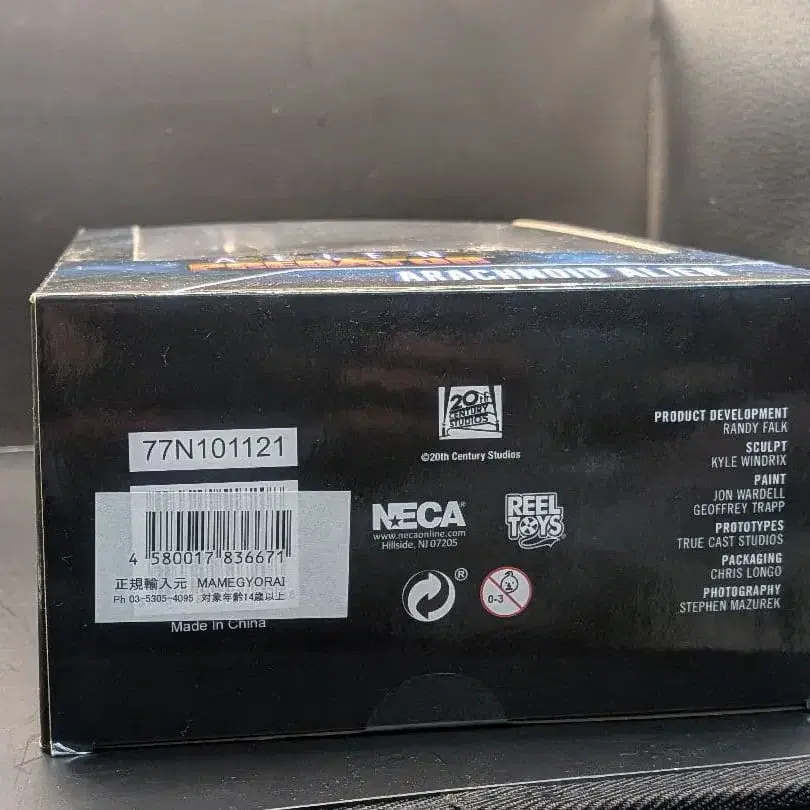 ALIEN
PREDATOR
ARACHNOID ALIEN
77N101121
4 580017 836671
正規輸入元 MAMEGYORAI
Ph 03-5305-4095 対象年齢14歳以上
Made in China
20th
CENTURY
STUDIOS
©20th Century Studios
NECA®
www.necaonline.com
Hillside, NJ 07205
REEL
TOYS
®
0-3
PRODUCT DEVELOPMENT
RANDY FALK
SCULPT
KYLE WINDRIX
PAINT
JON WARDELL
GEOFFREY TRAPP
PROTOTYPES
TRUE CAST STUDIOS
PACKAGING
CHRIS LONGO
PHOTOGRAPHY
STEPHEN MAZUREK